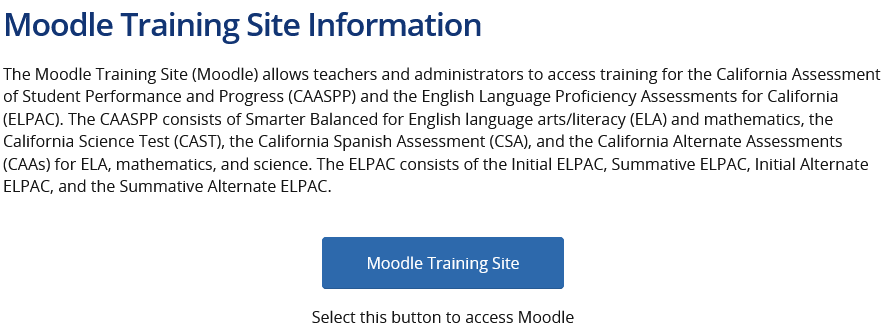 Moodle Training Site Information
The Moodle Training Site (Moodle) allows teachers and administrators to access training for the California Assessment
of Student Performance and Progress (CAASPP) and the English Language Proficiency Assessments for California
(ELPAC). The CAASPP consists of Smarter Balanced for English language arts/literacy (ELA) and mathematics, the
California Science Test (CAST), the California Spanish Assessment (CSA), and the California Alternate Assessments
(CAAs) for ELA, mathematics, and science. The ELPAC consists of the Initial ELPAC, Summative ELPAC, Initial Alternate
ELPAC, and the Summative Alternate ELPAC.
Moodle Training Site
Select this button to access Moodle